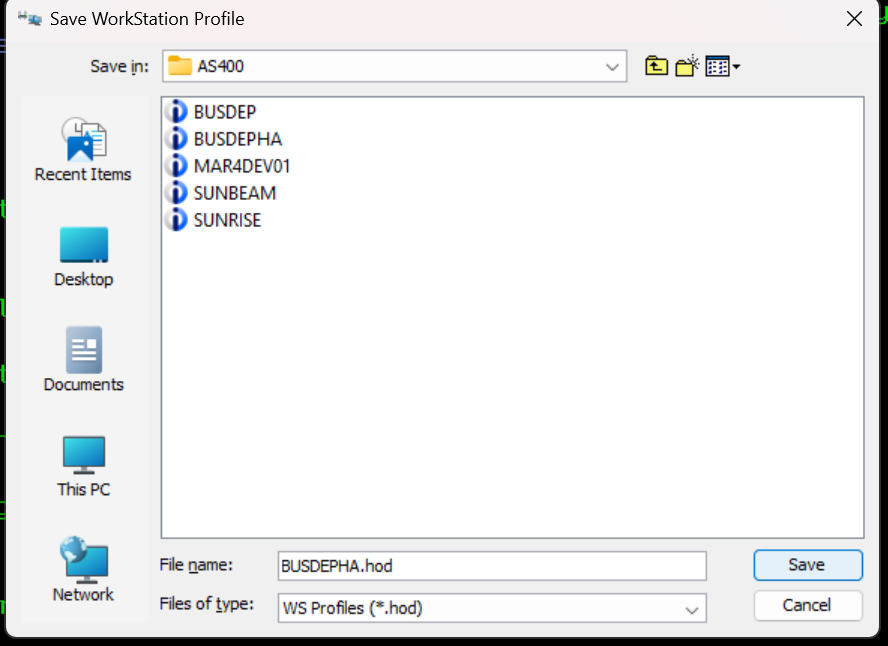 Save WorkStation Profile
Save in:
AS400
BUSDEP
BUSDEPHA
MAR4DEV01
SUNBEAM
SUNRISE
Recent Items
Desktop
Documents
This PC
Network
File name:
BUSDEPHA.hod
Save
Files of type:
WS Profiles (*.hod)
Cancel